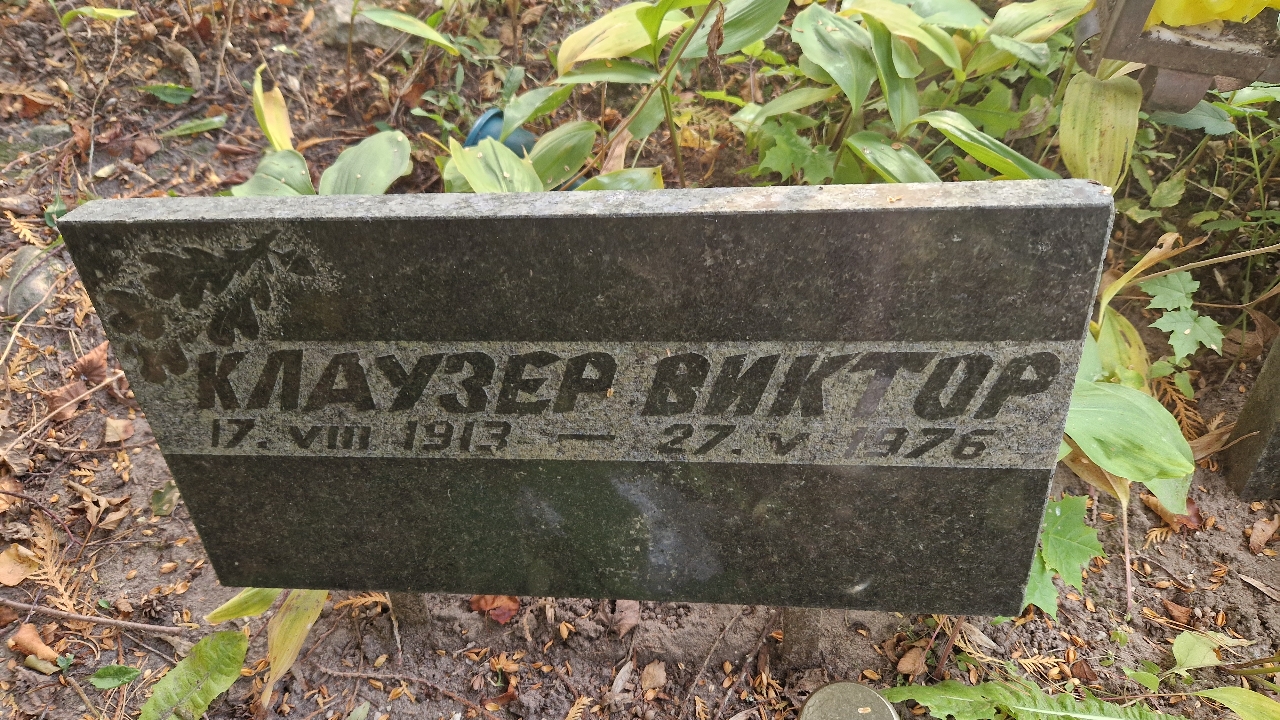 КЛАУЗЕР ВИКТОР
17. VIII 1913 — 27. V 1976